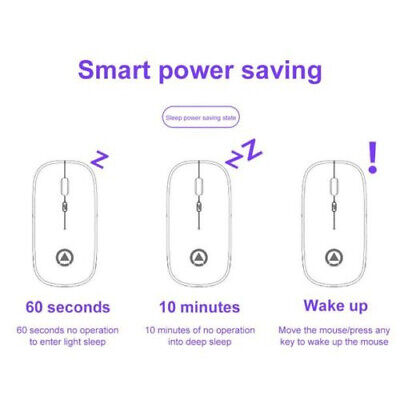 Smart power saving
Sleep power saving state
z
zZ
!
60 seconds
10 minutes
Wake up
60 seconds no operation
to enter light sleep
10 minutes of no operation
into deep sleep
Move the mouse/press any
key to wake up the mouse